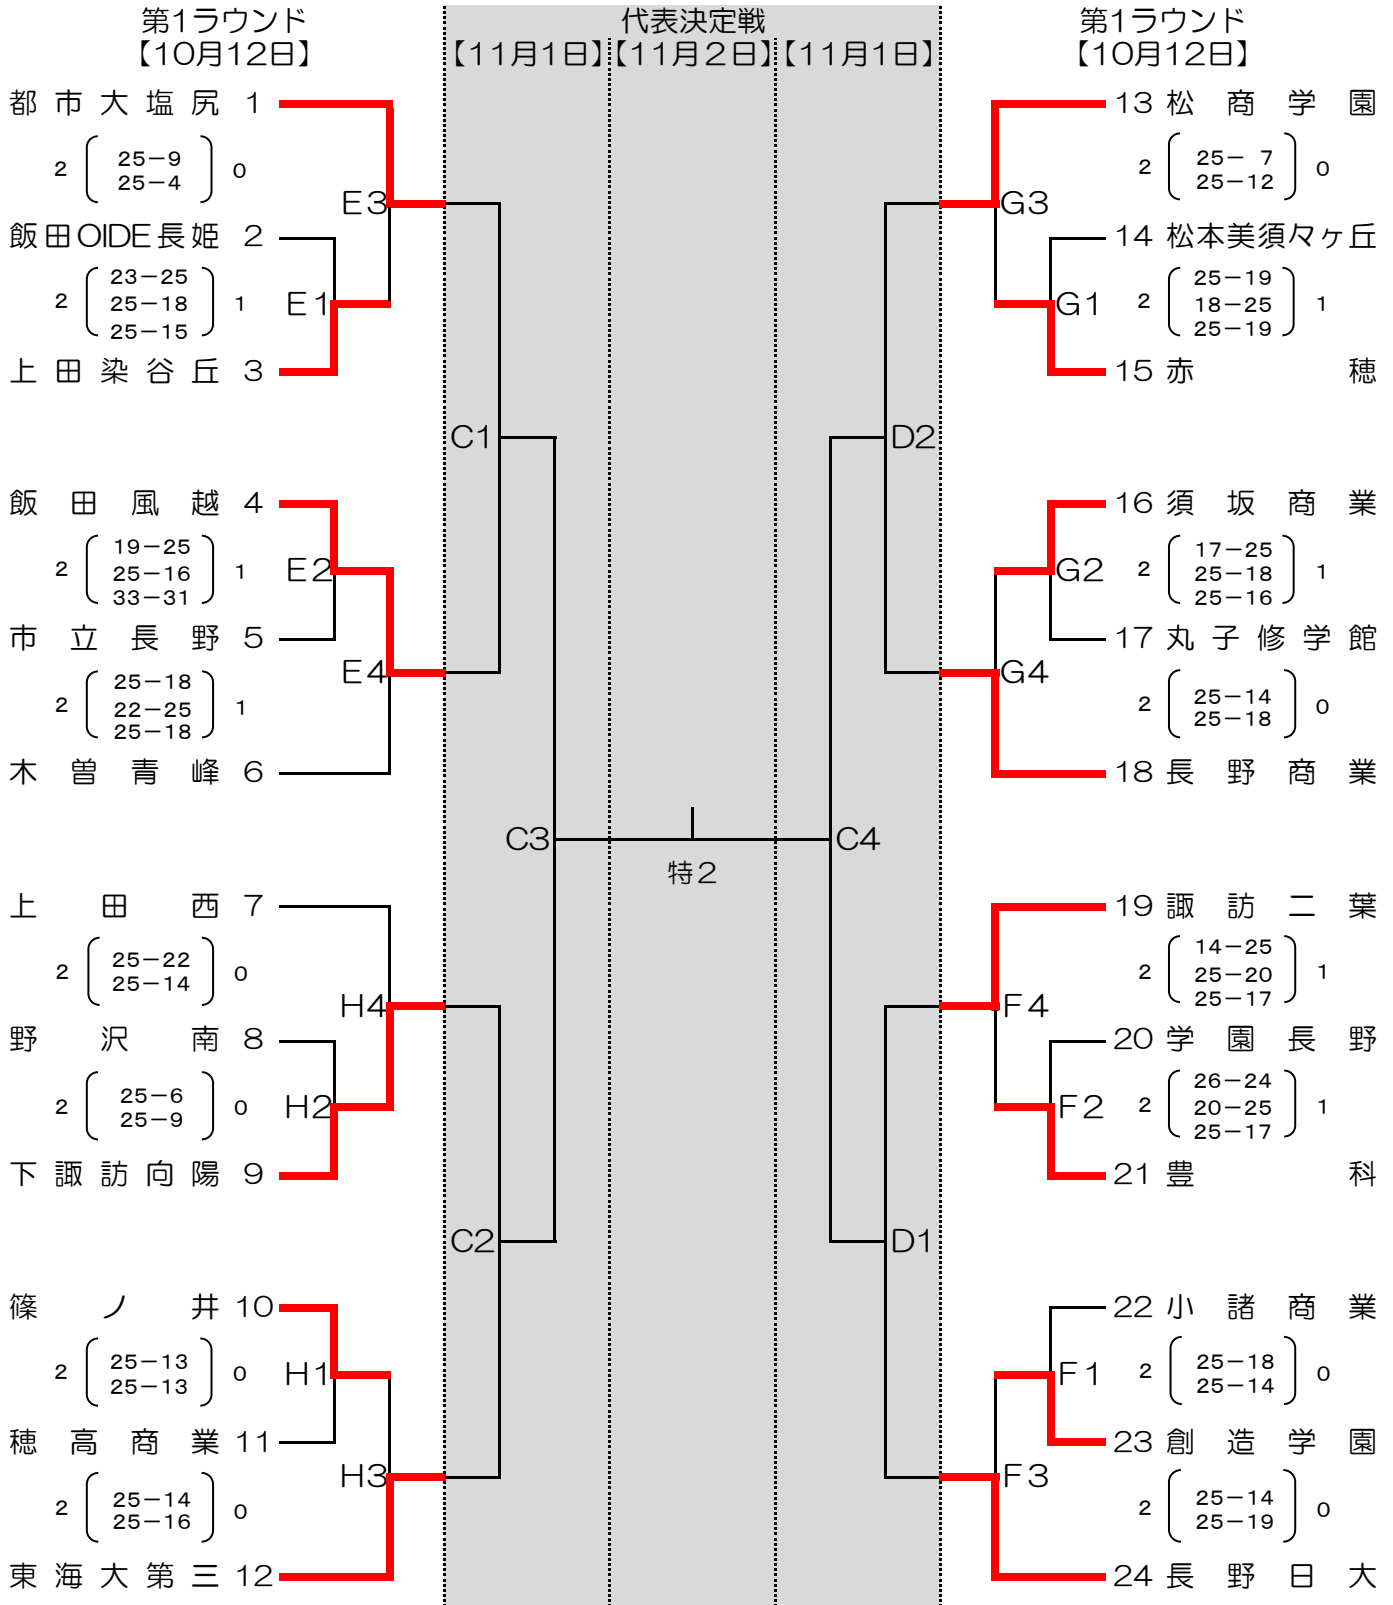 第1ラウンド
【10月12日】
代表決定戦
【11月1日】
【11月2日】
【11月1日】
第1ラウンド
【10月12日】
都市大塩尻 1
2 25－9 0
25－4
E3
飯田OIDE長姫 2
23－25
2 25－18 1
25－15
E1
上田染谷丘 3
C1
飯田風越 4
19－25
2 25－16 1
33－31
E2
市立長野 5
E4
25－18
2 22－25 1
25－18
木曽青峰 6
C3
特2
C4
上田西 7
2 25－22 0
25－14
H4
野沢南 8
2 25－6 0
25－9
H2
下諏訪向陽 9
C2
篠ノ井 10
2 25－13 0
25－13
H1
穂高商業 11
H3
2 25－14 0
25－16
東海大第三 12
13 松商学園
2 25－ 7 0
25－12
G3
14 松本美須々ヶ丘
25－19
2 18－25 1
25－19
G1
15 赤穂
D2
16 須坂商業
17－25
2 25－18 1
25－16
G2
17 丸子修学館
G4
2 25－14 0
25－18
18 長野商業
19 諏訪二葉
14－25
2 25－20 1
25－17
F4
20 学園長野
26－24
2 20－25 1
25－17
F2
21 豊科
D1
22 小諸商業
2 25－18 0
25－14
F1
23 創造学園
F3
2 25－14 0
25－19
24 長野日大